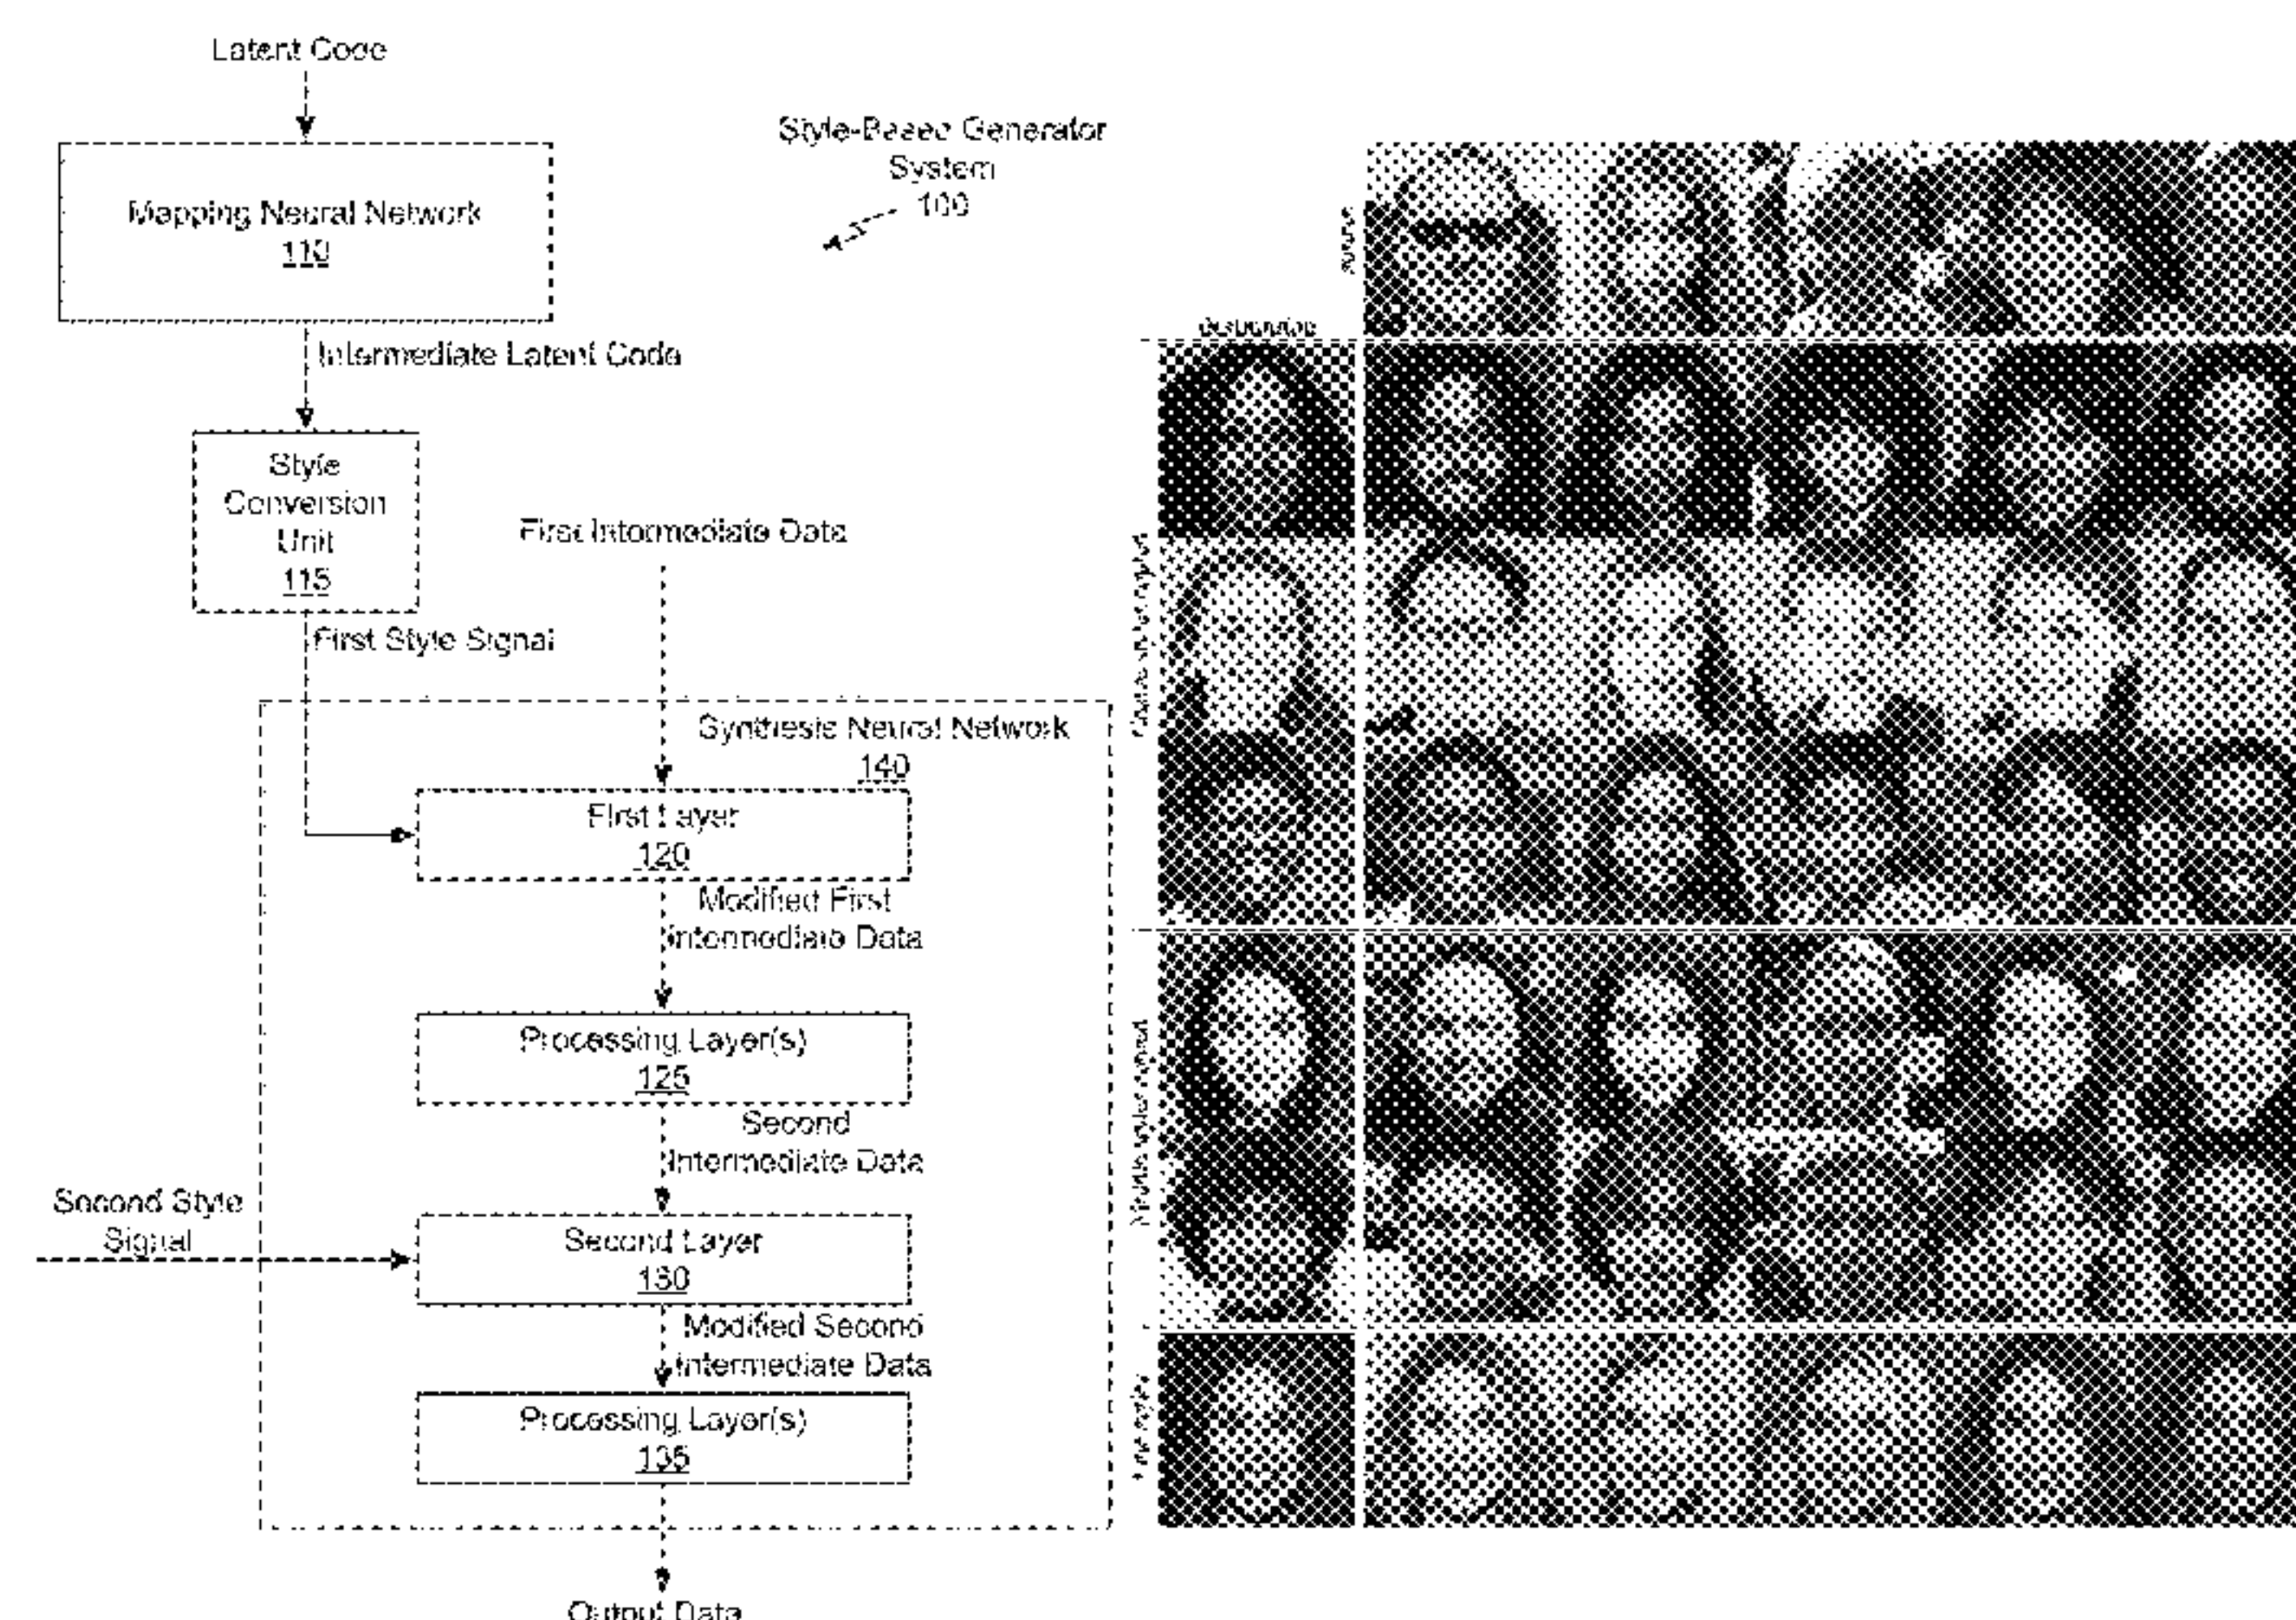 Latent Code
Style-Based Generator
System
100
Mapping Neural Network
110
Intermediate Latent Code
Style
Conversion
Unit
115
First Intermediate Data
First Style Signal
Synthesis Neural Network
140
First Layer
120
Modified First
Intermediate Data
Processing Layer(s)
125
Second
Intermediate Data
Second Style
Signal
Second Layer
130
Modified Second
Intermediate Data
Processing Layer(s)
135
Output Data
source
destination